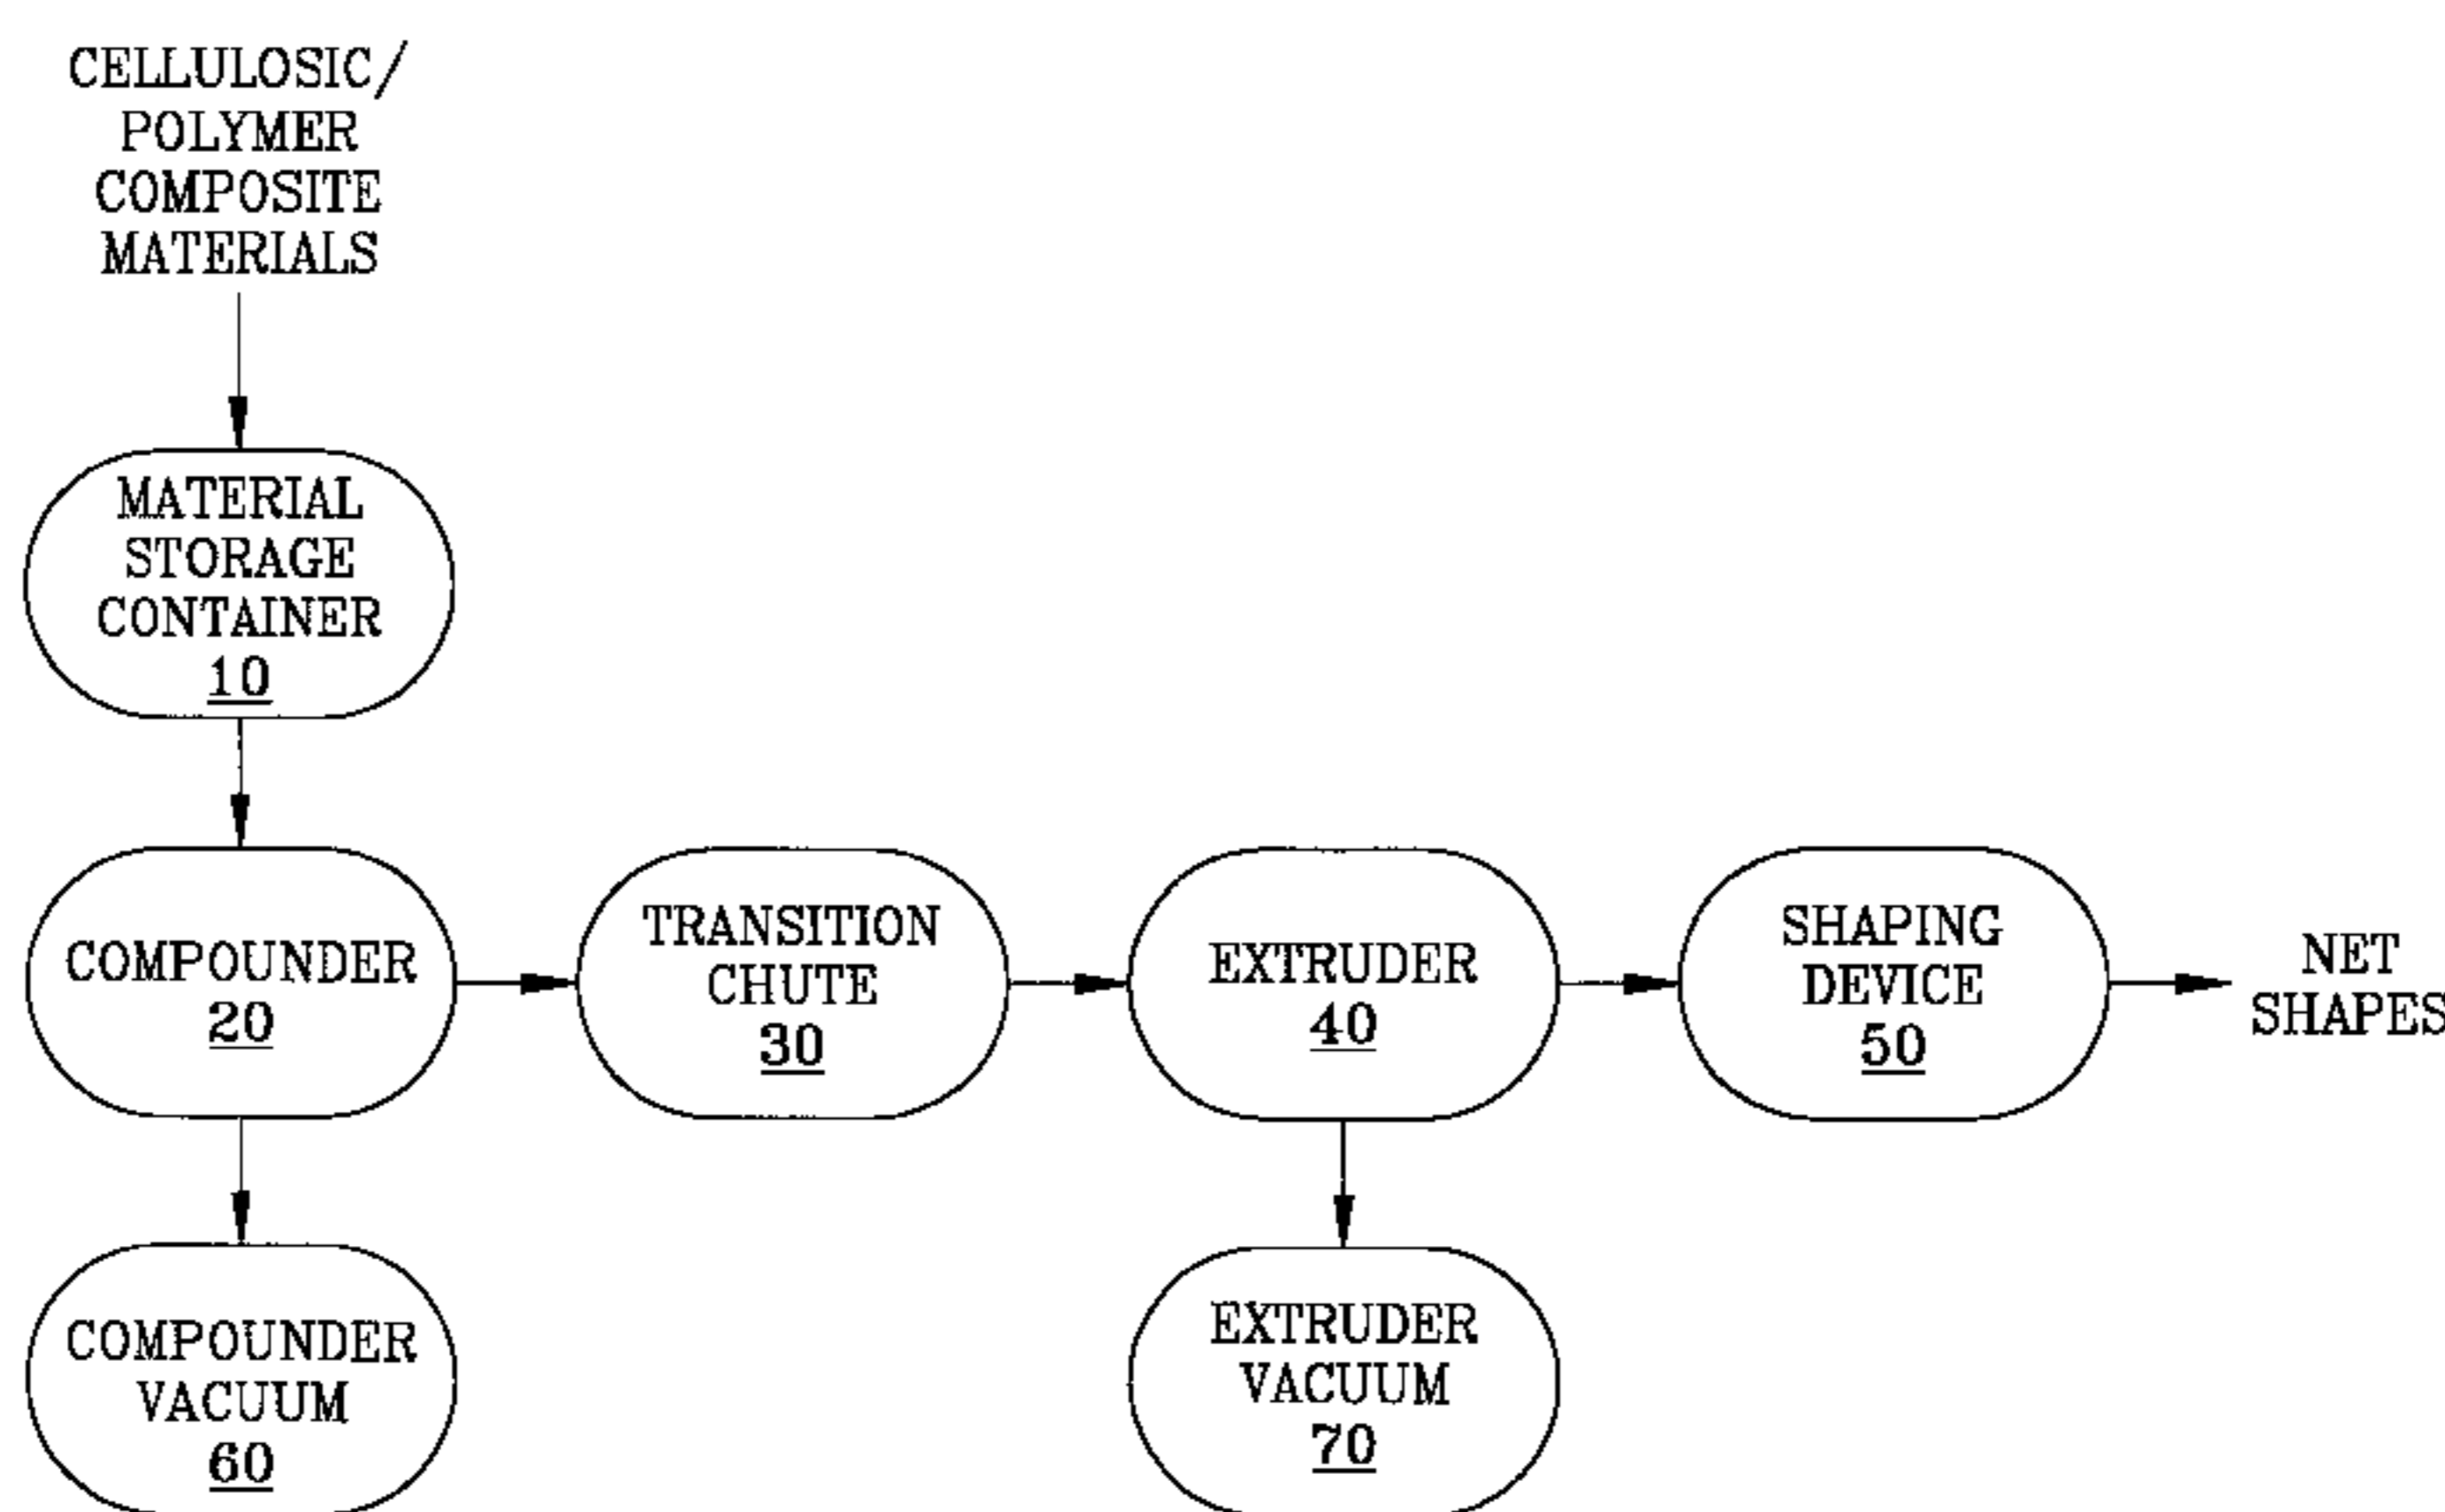 CELLULOSIC/
POLYMER
COMPOSITE
MATERIALS
MATERIAL
STORAGE
CONTAINER
10
COMPOUNDER
20
TRANSITION
CHUTE
30
EXTRUDER
40
SHAPING
DEVICE
50
NET
SHAPES
COMPOUNDER
VACUUM
60
EXTRUDER
VACUUM
70